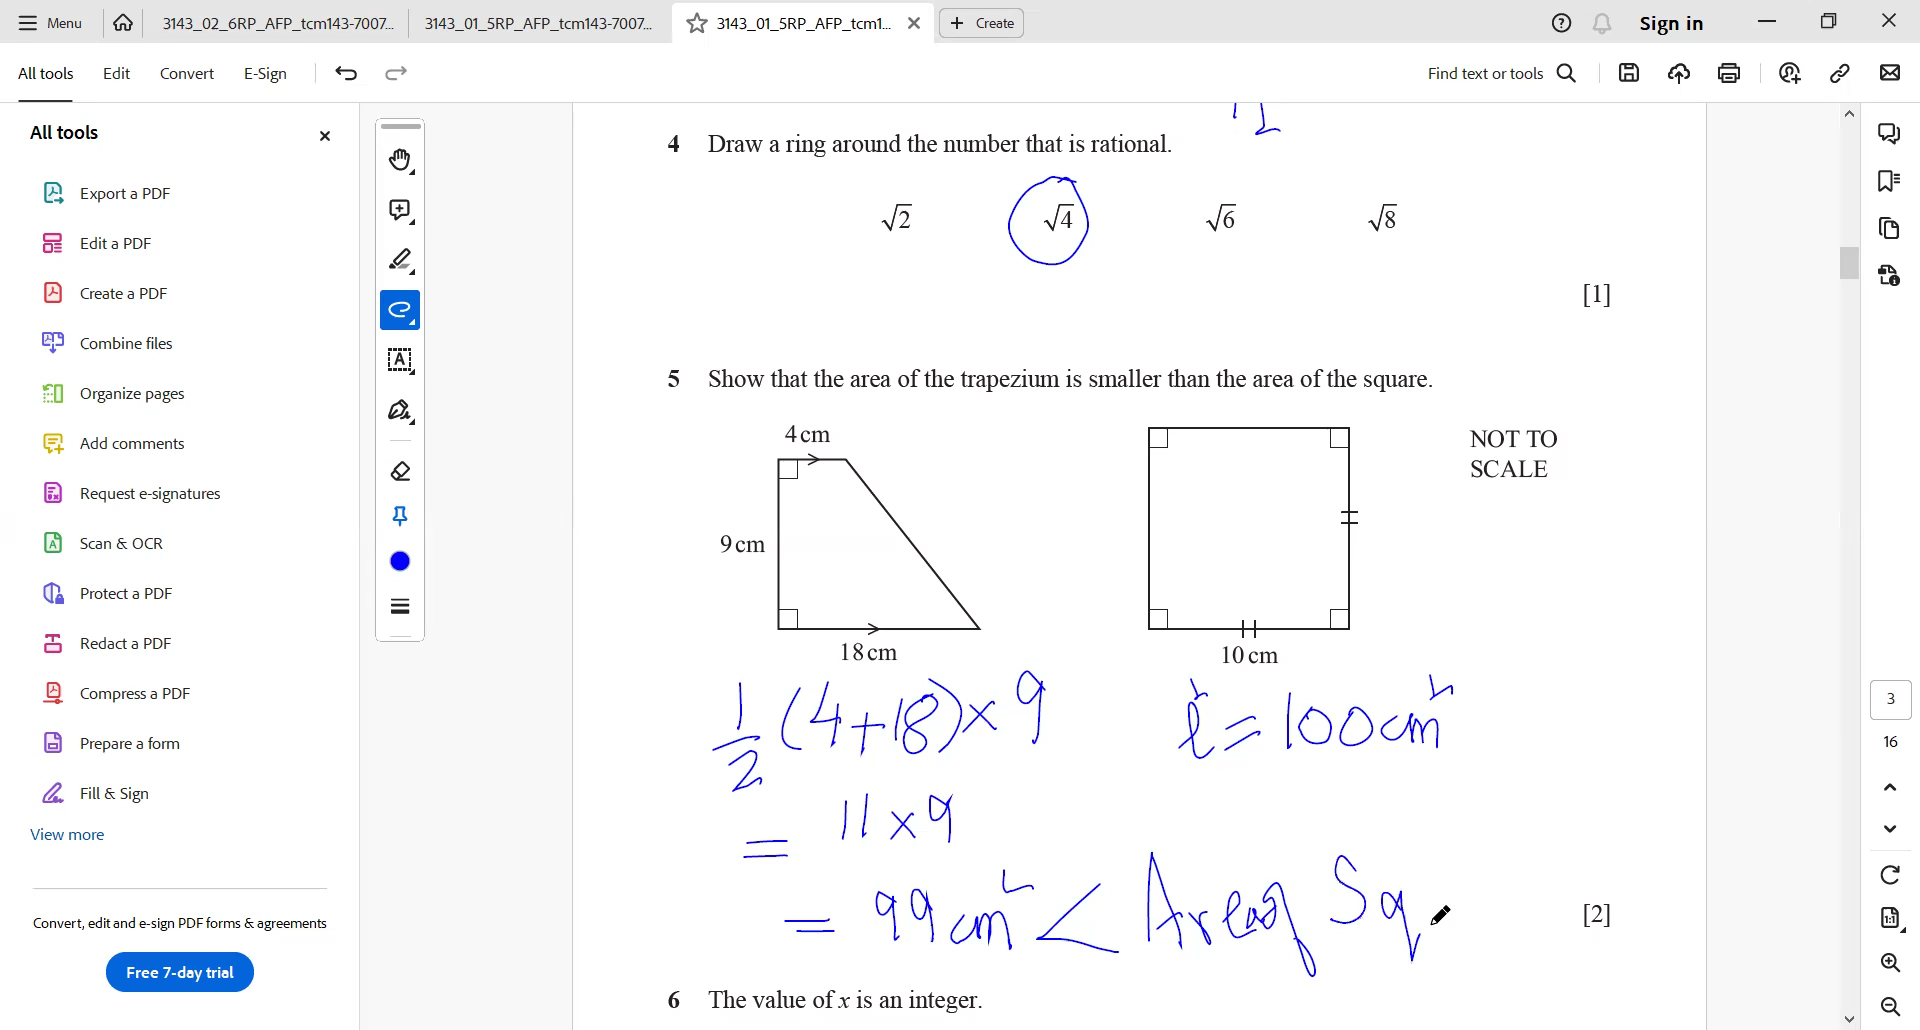 Menu
3143_02_6RP_AFP_tcm143-7007...
3143_01_5RP_AFP_tcm143-7007...
3143_01_5RP_AFP_tcm1...
Create
Sign in
All tools
Edit
Convert
E-Sign
Find text or tools
All tools
Export a PDF
Edit a PDF
Create a PDF
Combine files
Organize pages
Add comments
Request e-signatures
Scan & OCR
Protect a PDF
Redact a PDF
Compress a PDF
Prepare a form
Fill & Sign
View more
Convert, edit and e-sign PDF forms & agreements
Free 7-day trial
4 Draw a ring around the number that is rational.
√2 √4 √6 √8
[1]
5 Show that the area of the trapezium is smaller than the area of the square.
4 cm
NOT TO
SCALE
9 cm
18 cm
10 cm
1/2 (4+18) × 9
l² = 100 cm²
= 11 × 9
= 99 cm² < Area of Sq
[2]
6 The value of x is an integer.
3
16